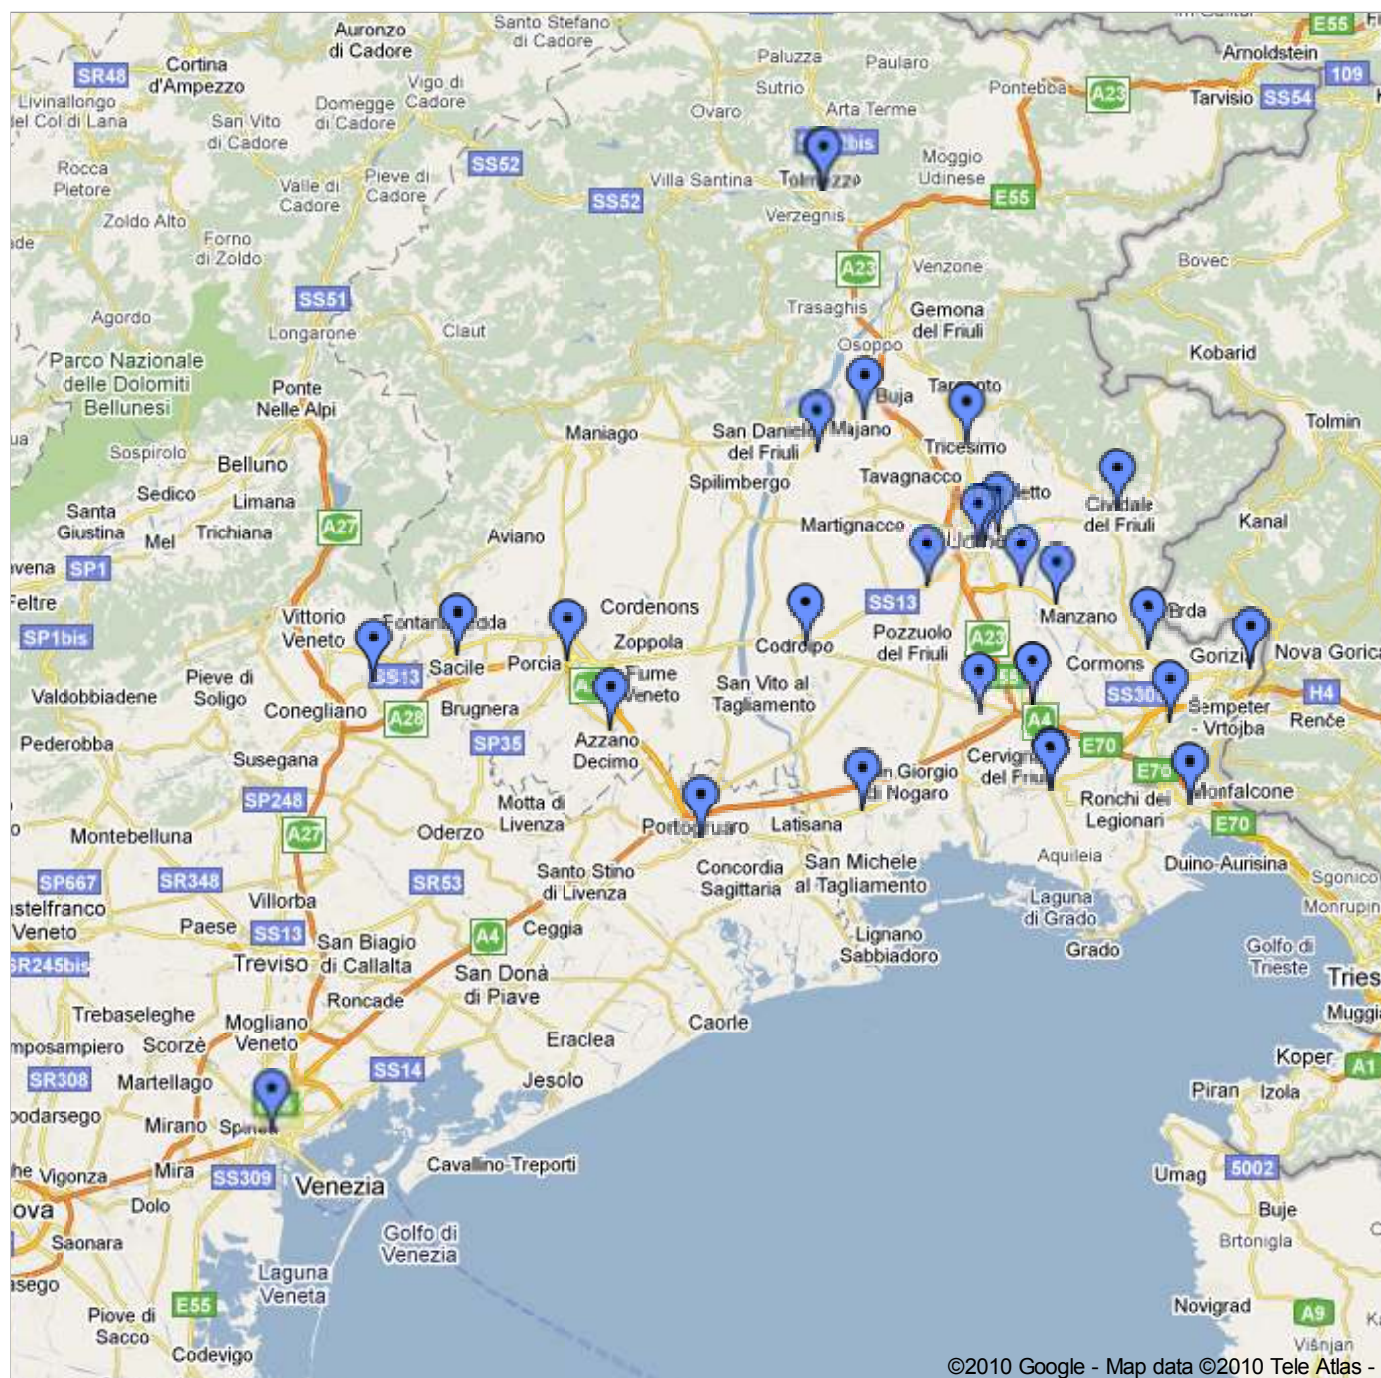 Auronzo
di Cadore
Santo Stefano
di Cadore
E55
Arnoldstein
Cortina
d'Ampezzo
SR48
Vigo di
Cadore
Paluzza
Paularo
109
Sutrio
Pontebba
A23
Tarvisio
SS54
Livinallongo
del Col di Lana
Domegge
di Cadore
Ovaro
Arta Terme
San Vito
di Cadore
SS52
Moggio
Udinese
Rocca
Pietore
Valle di
Cadore
Pieve di
Cadore
SS52
Villa Santina
Tolmezzo
E55
Zoldo Alto
Verzegnis
Forno
di Zoldo
A23
Venzone
Bovec
SS51
Trasaghis
Gemona
del Friuli
Agordo
Longarone
Claut
Osoppo
Kobarid
Parco Nazionale
delle Dolomiti
Bellunesi
Ponte
Nelle Alpi
Buja
Maniago
San Daniele
del Friuli
Majano
Tricesimo
Tolmin
Sospirolo
Belluno
Spilimbergo
Tavagnacco
Sedico
Limana
Santa
Giustina
Mel
Trichiana
A27
Aviano
Martignacco
Cividale
del Friuli
Kanal
SP1
Feltre
SP1bis
Vittorio
Veneto
Cordenons
SS13
Manzano
Brda
Zoppola
Codroipo
Pozzuolo
del Friuli
A23
Cormons
Gorizia
Nova Gorica
Valdobbiadene
Pieve di
Soligo
SS13
Sacile
Porcia
Fiume
Veneto
San Vito al
Tagliamento
H4
Conegliano
A28
Brugnera
Sempeter
- Vrtojba
Renče
A4
Pederobba
Susegana
SP35
Azzano
Decimo
E70
Cervignano
del Friuli
E70
SP248
Motta di
Livenza
San Giorgio
di Nogaro
Ronchi dei
Legionari
Monfalcone
Montebelluna
A27
Oderzo
Portogruaro
Latisana
E70
Aquileia
Duino-Aurisina
SP667
SR348
SR53
Santo Stino
di Livenza
Concordia
Sagittaria
San Michele
al Tagliamento
Sgonico
Villorba
Laguna
di Grado
Paese
SS13
A4
Ceggia
Lignano
Sabbiadoro
Grado
Golfo di
Trieste
SR245bis
Treviso
San Biagio
di Callalta
San Donà
di Piave
Roncade
Trebaseleghe
Mogliano
Veneto
Caorle
Scorzè
Eraclea
Koper
A1
SR308
Martellago
SS14
Jesolo
Piran
Izola
Mirano
Spinea
SS309
Vigonza
Mira
Cavallino-Treporti
Umag
5002
Venezia
Dolo
Buje
Saonara
Golfo di
Venezia
Brtonigla
Laguna
Veneta
E55
Piove di
Sacco
Novigrad
A9
Višnjan
Codevigo
©2010 Google - Map data ©2010 Tele Atlas -